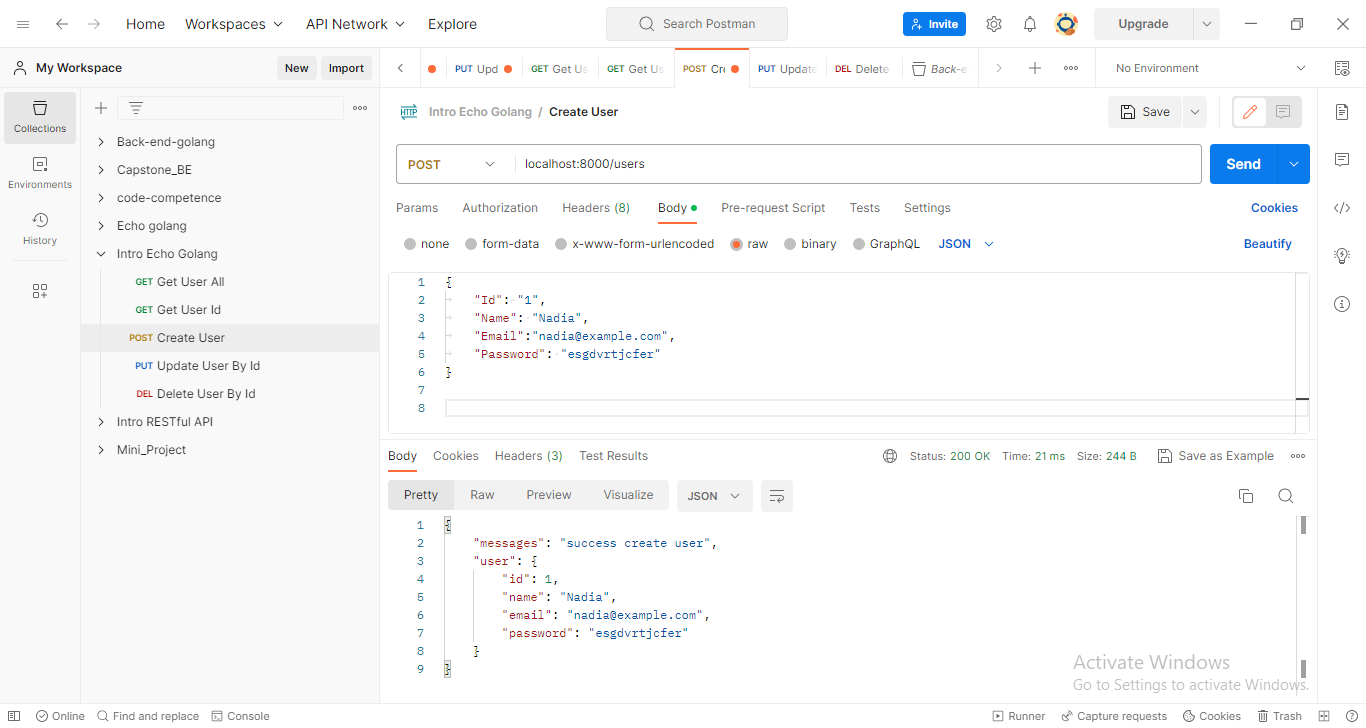 Home Workspaces API Network Explore Search Postman Invite Upgrade
My Workspace New Import PUT Upd GET Get Us GET Get Us POST Cre PUT Update DEL Delete Back-e No Environment
Collections
Environments
History
Back-end-golang
Capstone_BE
code-competence
Echo golang
Intro Echo Golang
GET Get User All
GET Get User Id
POST Create User
PUT Update User By Id
DEL Delete User By Id
Intro RESTful API
Mini_Project
HTTP Intro Echo Golang / Create User Save
POST localhost:8000/users Send
Params Authorization Headers (8) Body Pre-request Script Tests Settings Cookies
none form-data x-www-form-urlencoded raw binary GraphQL JSON Beautify
1 {
2 "Id": "1",
3 "Name": "Nadia",
4 "Email":"nadia@example.com",
5 "Password": "esgdvrtjcfer"
6 }
7
8
Body Cookies Headers (3) Test Results Status: 200 OK Time: 21 ms Size: 244 B Save as Example
Pretty Raw Preview Visualize JSON
1 {
2 "messages": "success create user",
3 "user": {
4 "id": 1,
5 "name": "Nadia",
6 "email": "nadia@example.com",
7 "password": "esgdvrtjcfer"
8 }
9 }
Activate Windows
Go to Settings to activate Windows.
Online Find and replace Console Runner Capture requests Cookies Trash